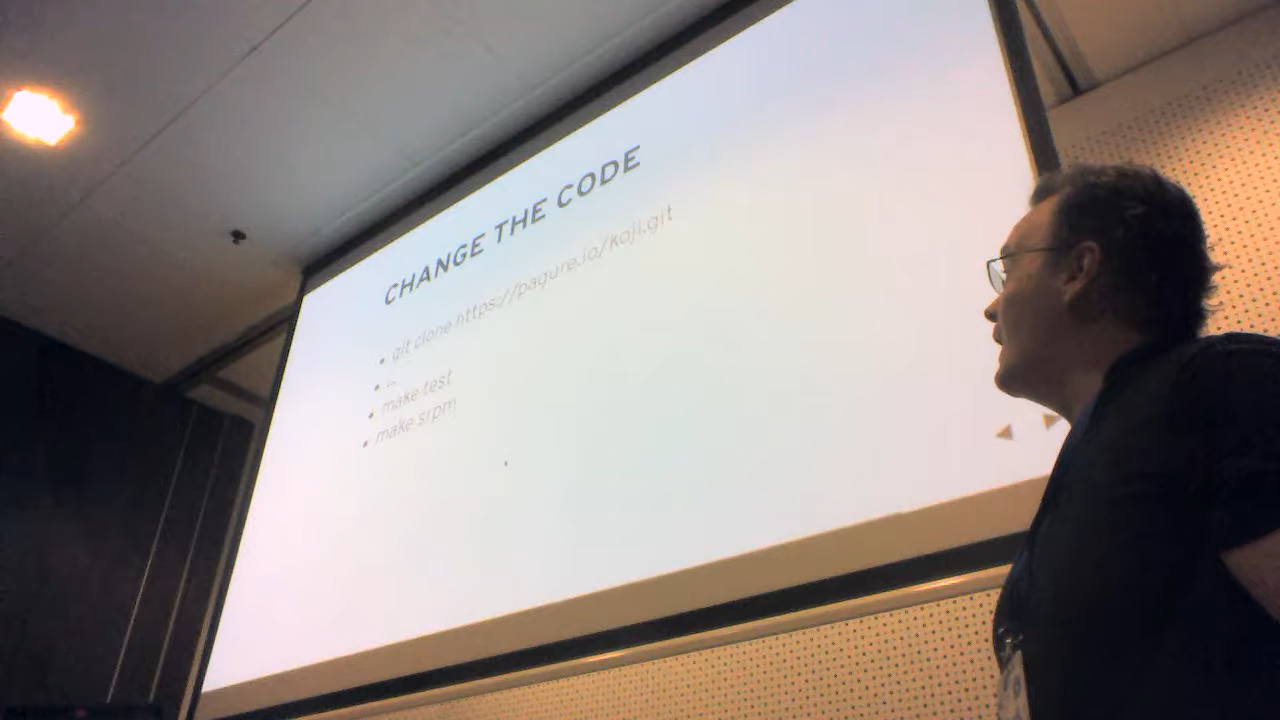 CHANGE THE CODE
• git clone https://pagure.io/koji.git
• ...
• make test
• make srpm